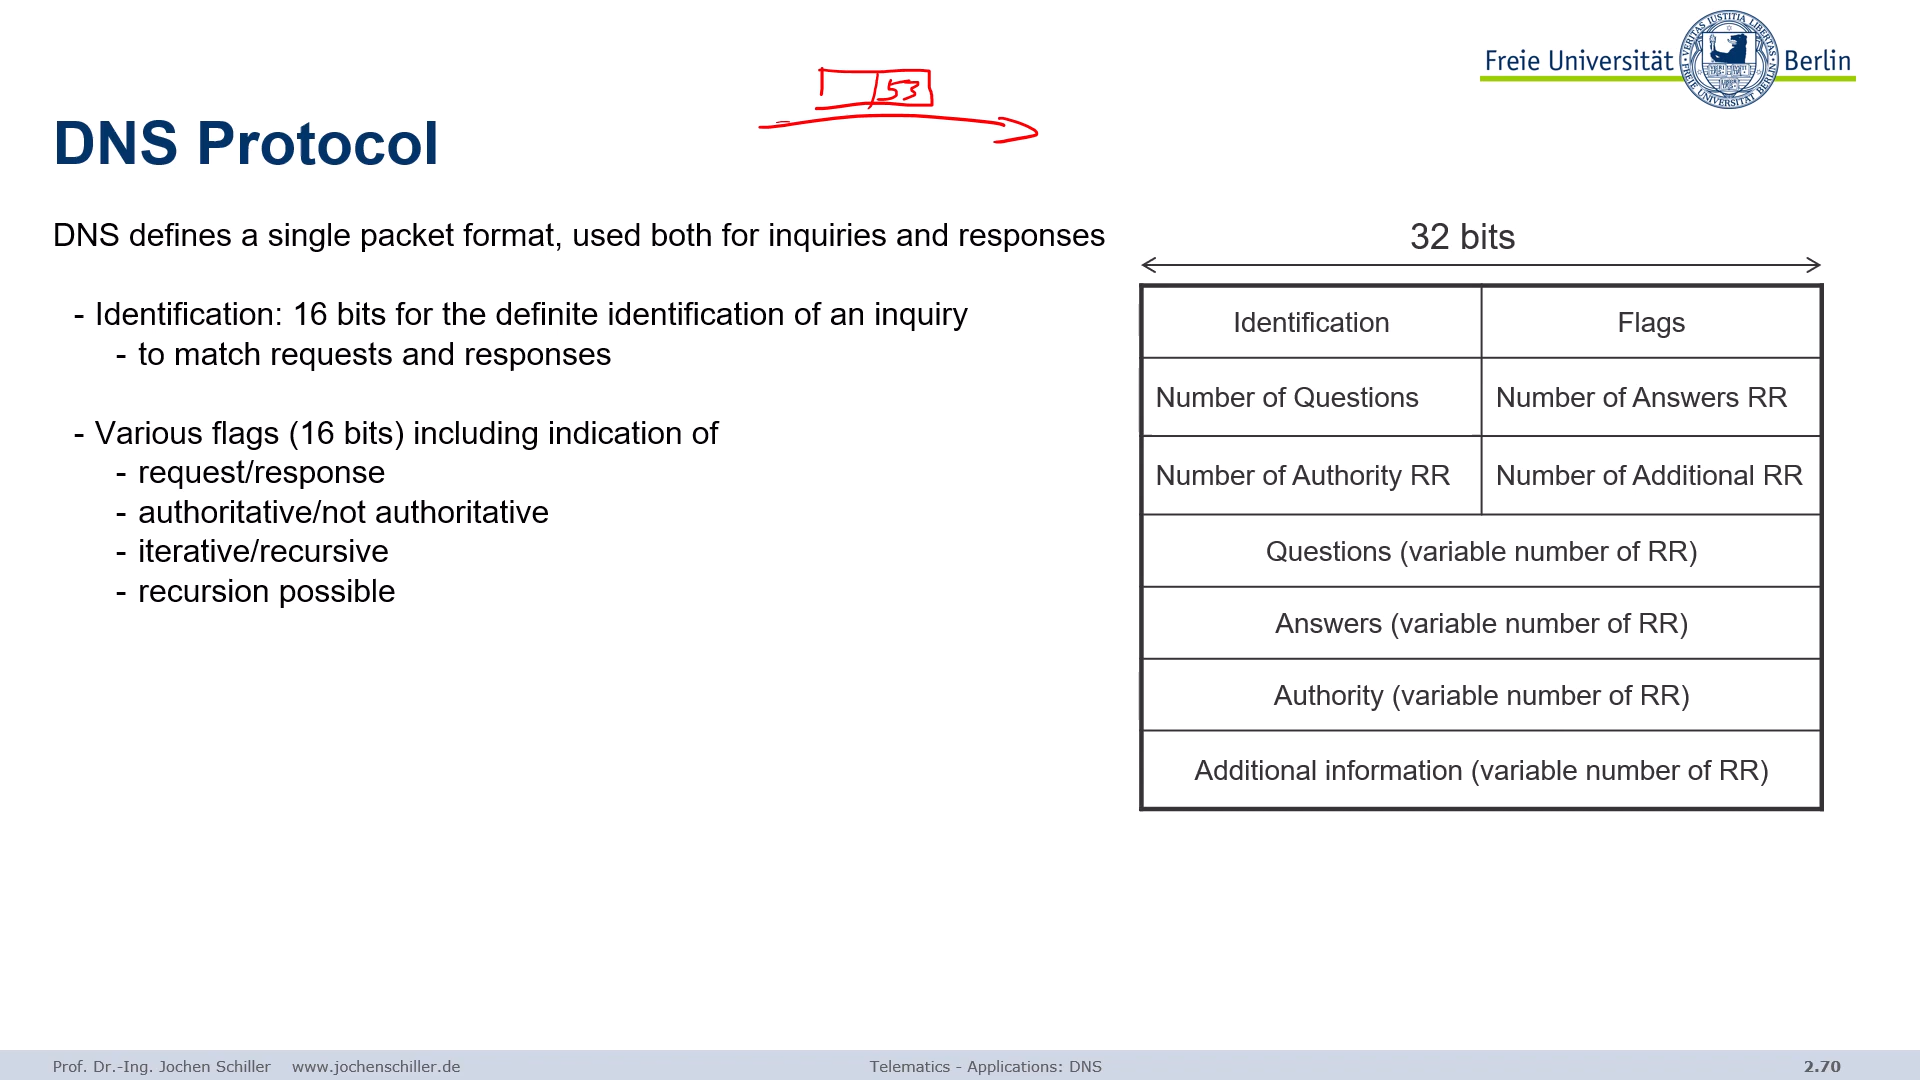 Freie Universität Berlin
53
DNS Protocol
DNS defines a single packet format, used both for inquiries and responses
- Identification: 16 bits for the definite identification of an inquiry
- to match requests and responses
- Various flags (16 bits) including indication of
- request/response
- authoritative/not authoritative
- iterative/recursive
- recursion possible
32 bits
Identification Flags
Number of Questions Number of Answers RR
Number of Authority RR Number of Additional RR
Questions (variable number of RR)
Answers (variable number of RR)
Authority (variable number of RR)
Additional information (variable number of RR)
Prof. Dr.-Ing. Jochen Schiller www.jochenschiller.de Telematics - Applications: DNS 2.70